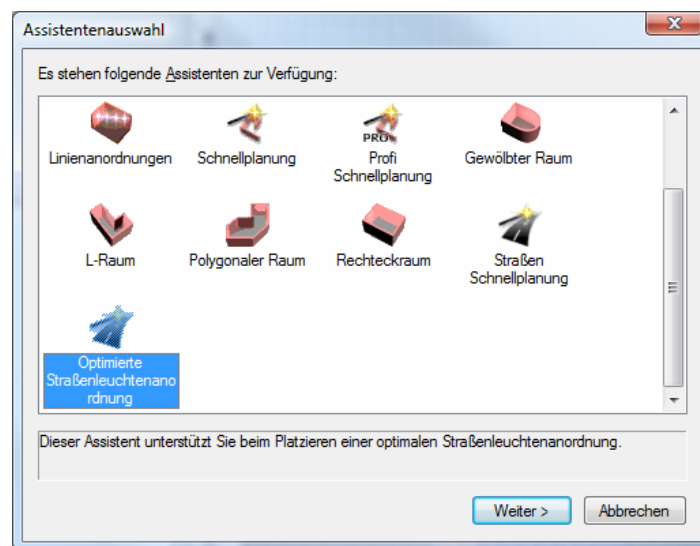 Assistentenauswahl
Es stehen folgende Assistenten zur Verfügung:
Linienanordnungen
Schnellplanung
PRO
Profi
Schnellplanung
Gewölbter Raum
L-Raum
Polygonaler Raum
Rechteckraum
Straßen
Schnellplanung
Optimierte
Straßenleuchtenano
rdnung
Dieser Assistent unterstützt Sie beim Platzieren einer optimalen Straßenleuchtenanordnung.
Weiter >
Abbrechen